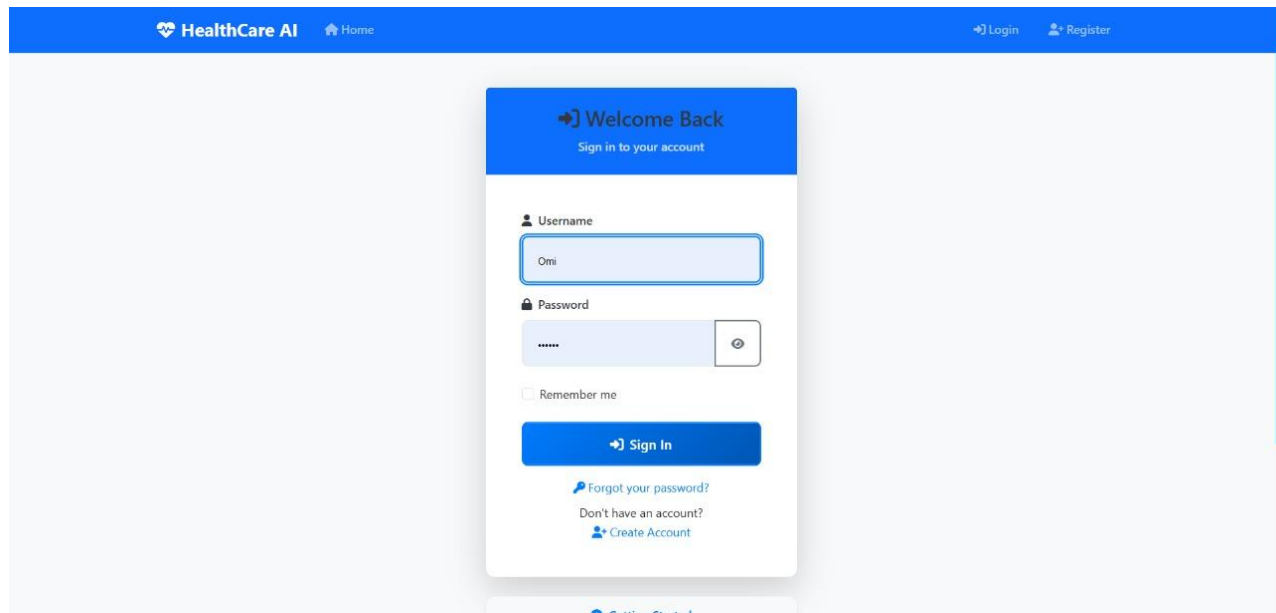 HealthCare AI Home Login Register
Welcome Back
Sign in to your account
Username
Omi
Password
••••••
Remember me
Sign In
Forgot your password?
Don't have an account?
Create Account